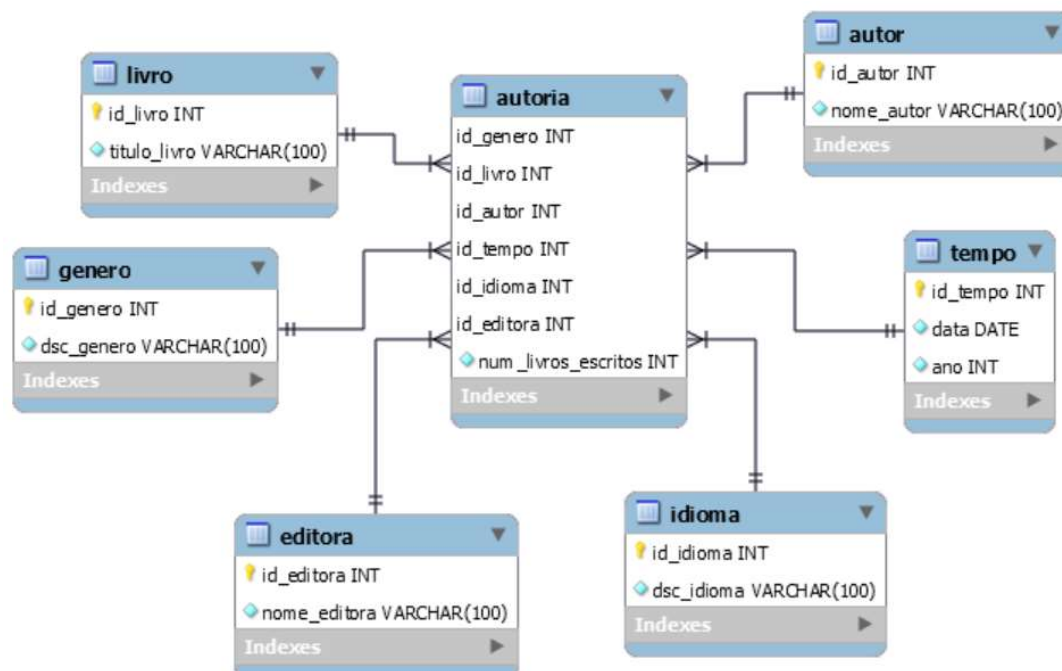 livro
id_livro INT
titulo_livro VARCHAR(100)
Indexes
autoria
id_genero INT
id_livro INT
id_autor INT
id_tempo INT
id_idioma INT
id_editora INT
num_livros_escritos INT
Indexes
autor
id_autor INT
nome_autor VARCHAR(100)
Indexes
genero
id_genero INT
dsc_genero VARCHAR(100)
Indexes
tempo
id_tempo INT
data DATE
ano INT
Indexes
editora
id_editora INT
nome_editora VARCHAR(100)
Indexes
idioma
id_idioma INT
dsc_idioma VARCHAR(100)
Indexes